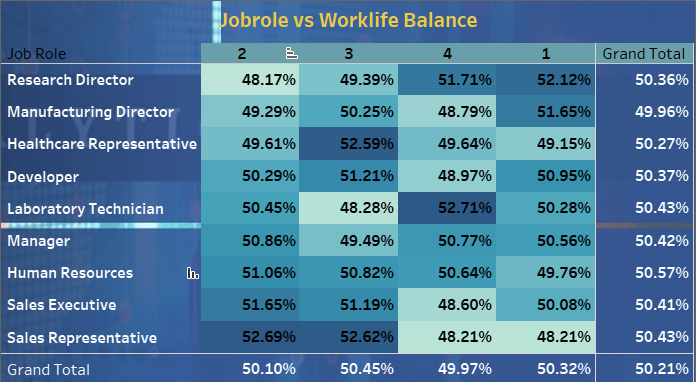 Jobrole vs Worklife Balance
Job Role 2 3 4 1 Grand Total
Research Director 48.17% 49.39% 51.71% 52.12% 50.36%
Manufacturing Director 49.29% 50.25% 48.79% 51.65% 49.96%
Healthcare Representative 49.61% 52.59% 49.64% 49.15% 50.27%
Developer 50.29% 51.21% 48.97% 50.95% 50.37%
Laboratory Technician 50.45% 48.28% 52.71% 50.28% 50.43%
Manager 50.86% 49.49% 50.77% 50.56% 50.42%
Human Resources 51.06% 50.82% 50.64% 49.76% 50.57%
Sales Executive 51.65% 51.19% 48.60% 50.08% 50.41%
Sales Representative 52.69% 52.62% 48.21% 48.21% 50.43%
Grand Total 50.10% 50.45% 49.97% 50.32% 50.21%